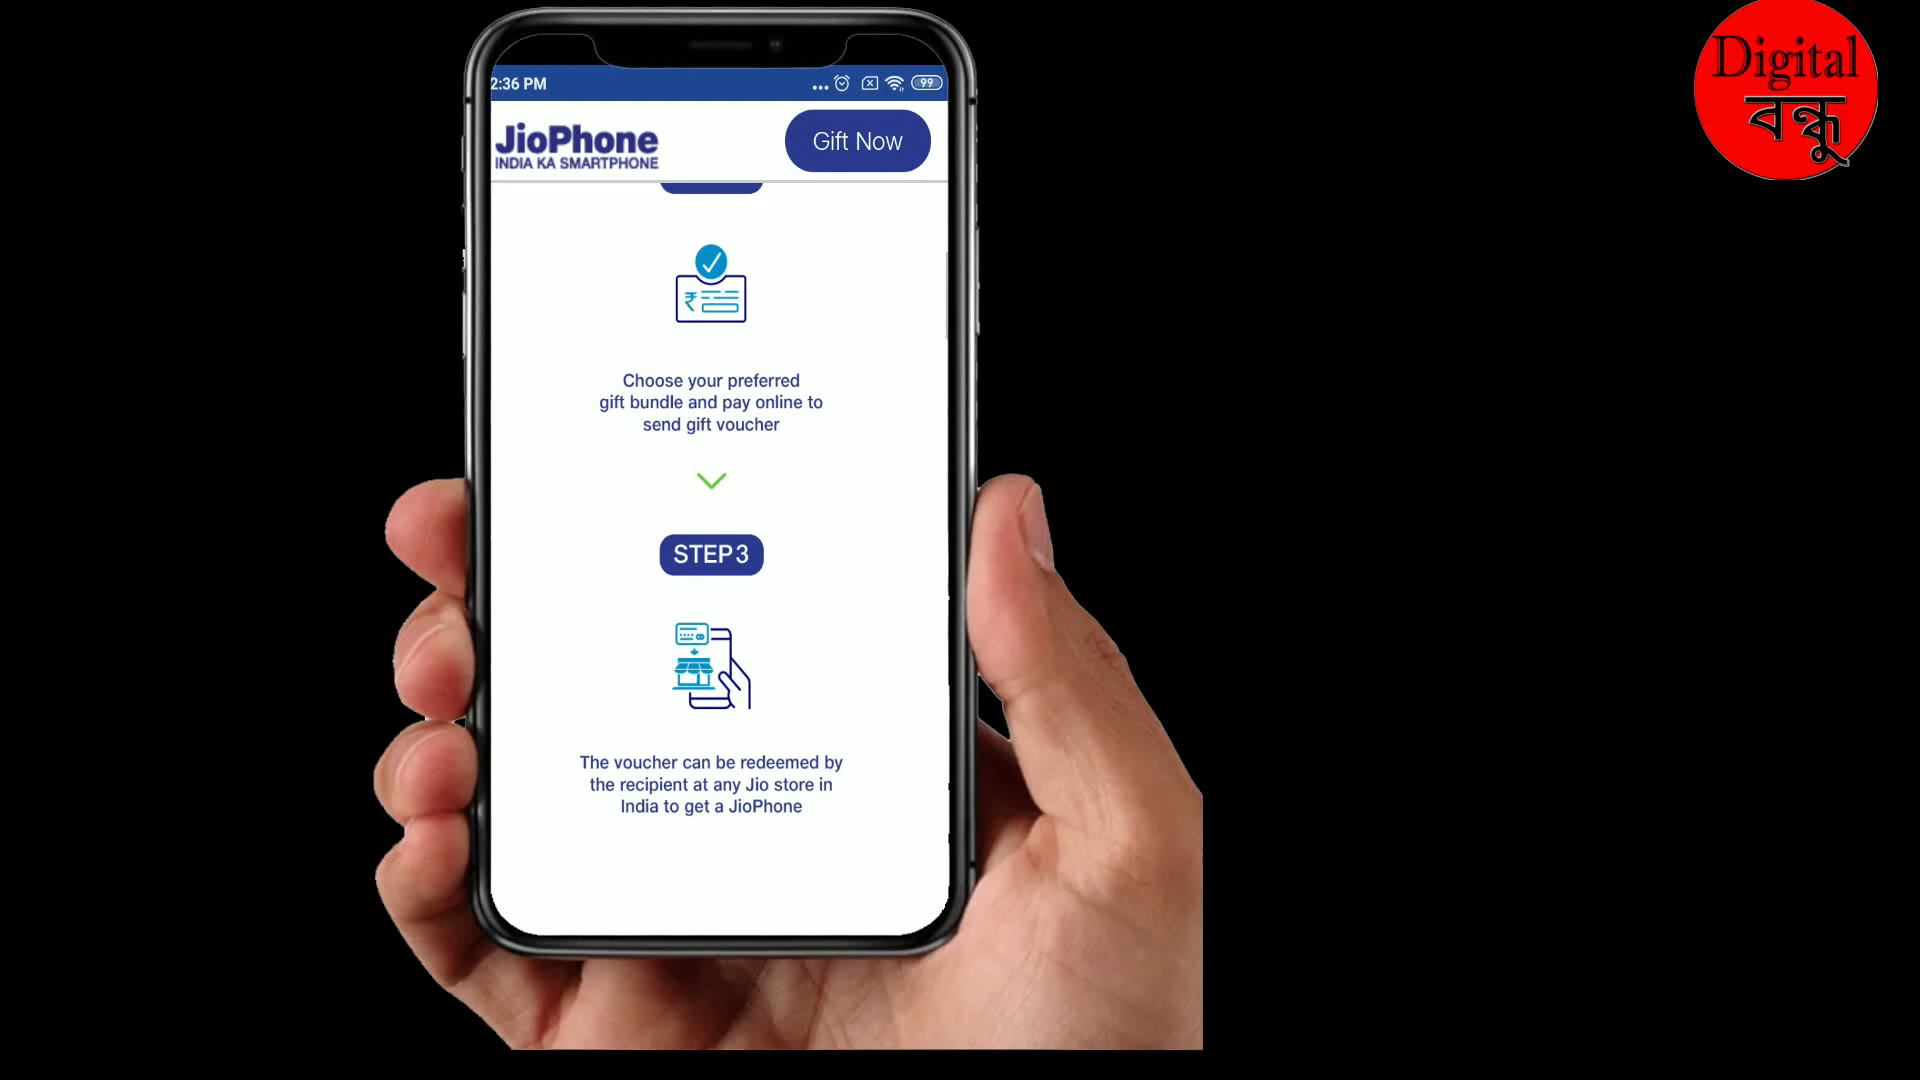 Digital
বন্ধু
2:36 PM
99
JioPhone
INDIA KA SMARTPHONE
Gift Now
₹
Choose your preferred
gift bundle and pay online to
send gift voucher
STEP 3
The voucher can be redeemed by
the recipient at any Jio store in
India to get a JioPhone